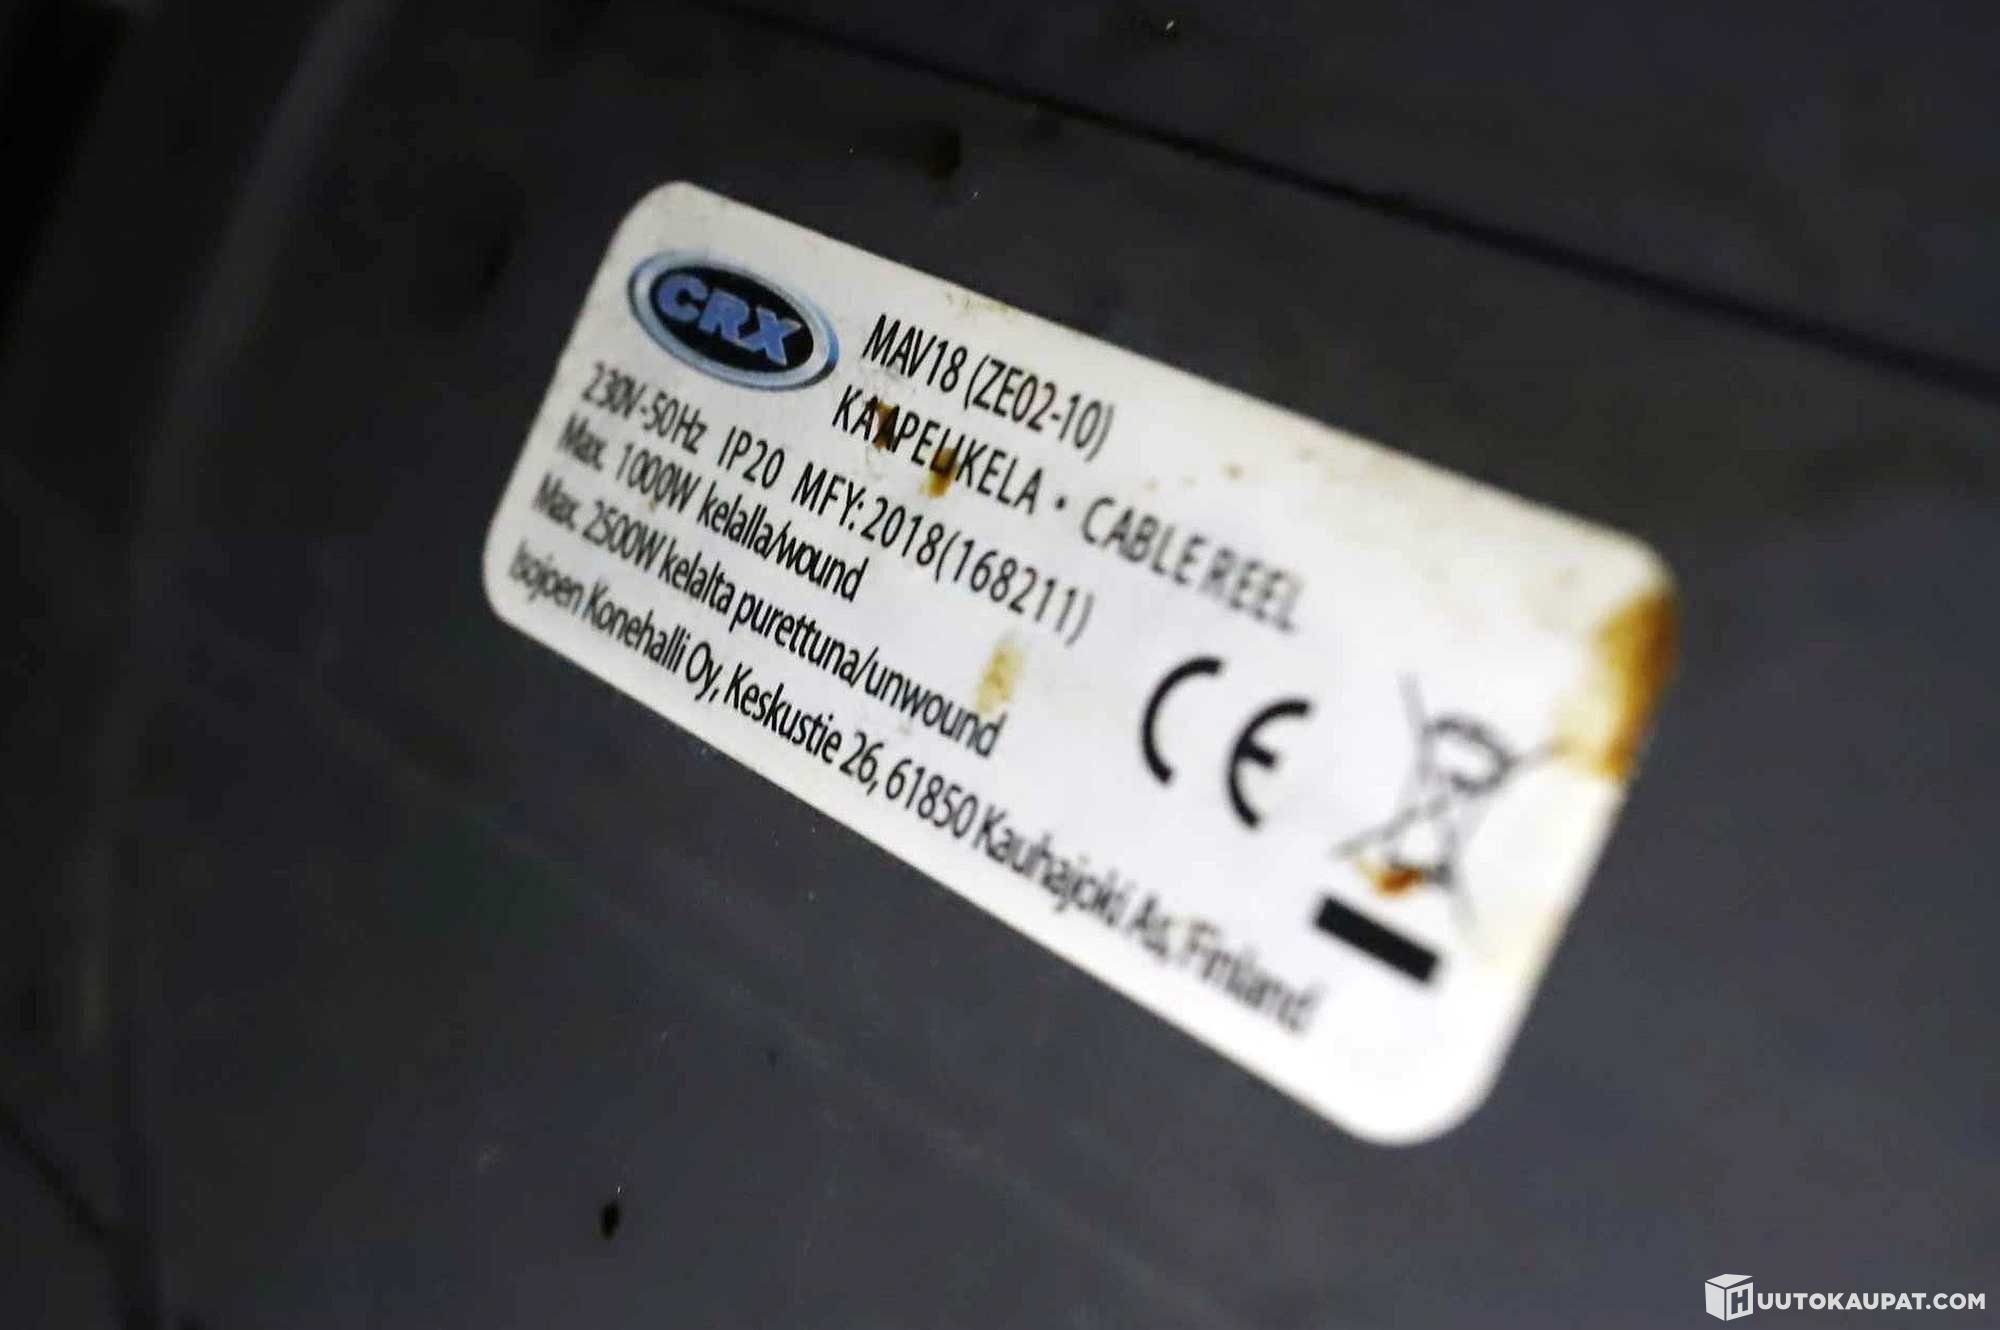 CRX
MAV18 (ZE02-10)
KAAPELIKELA • CABLE REEL
230V-50Hz IP20 MFY: 2018(168211)
Max. 1000W kelalla/wound
Max. 2500W kelalta purettuna/unwound
Isojoen Konehalli Oy, Keskustie 26, 61850 Kauhajoki As, Finland
CE
HUUTOKAUPAT.COM